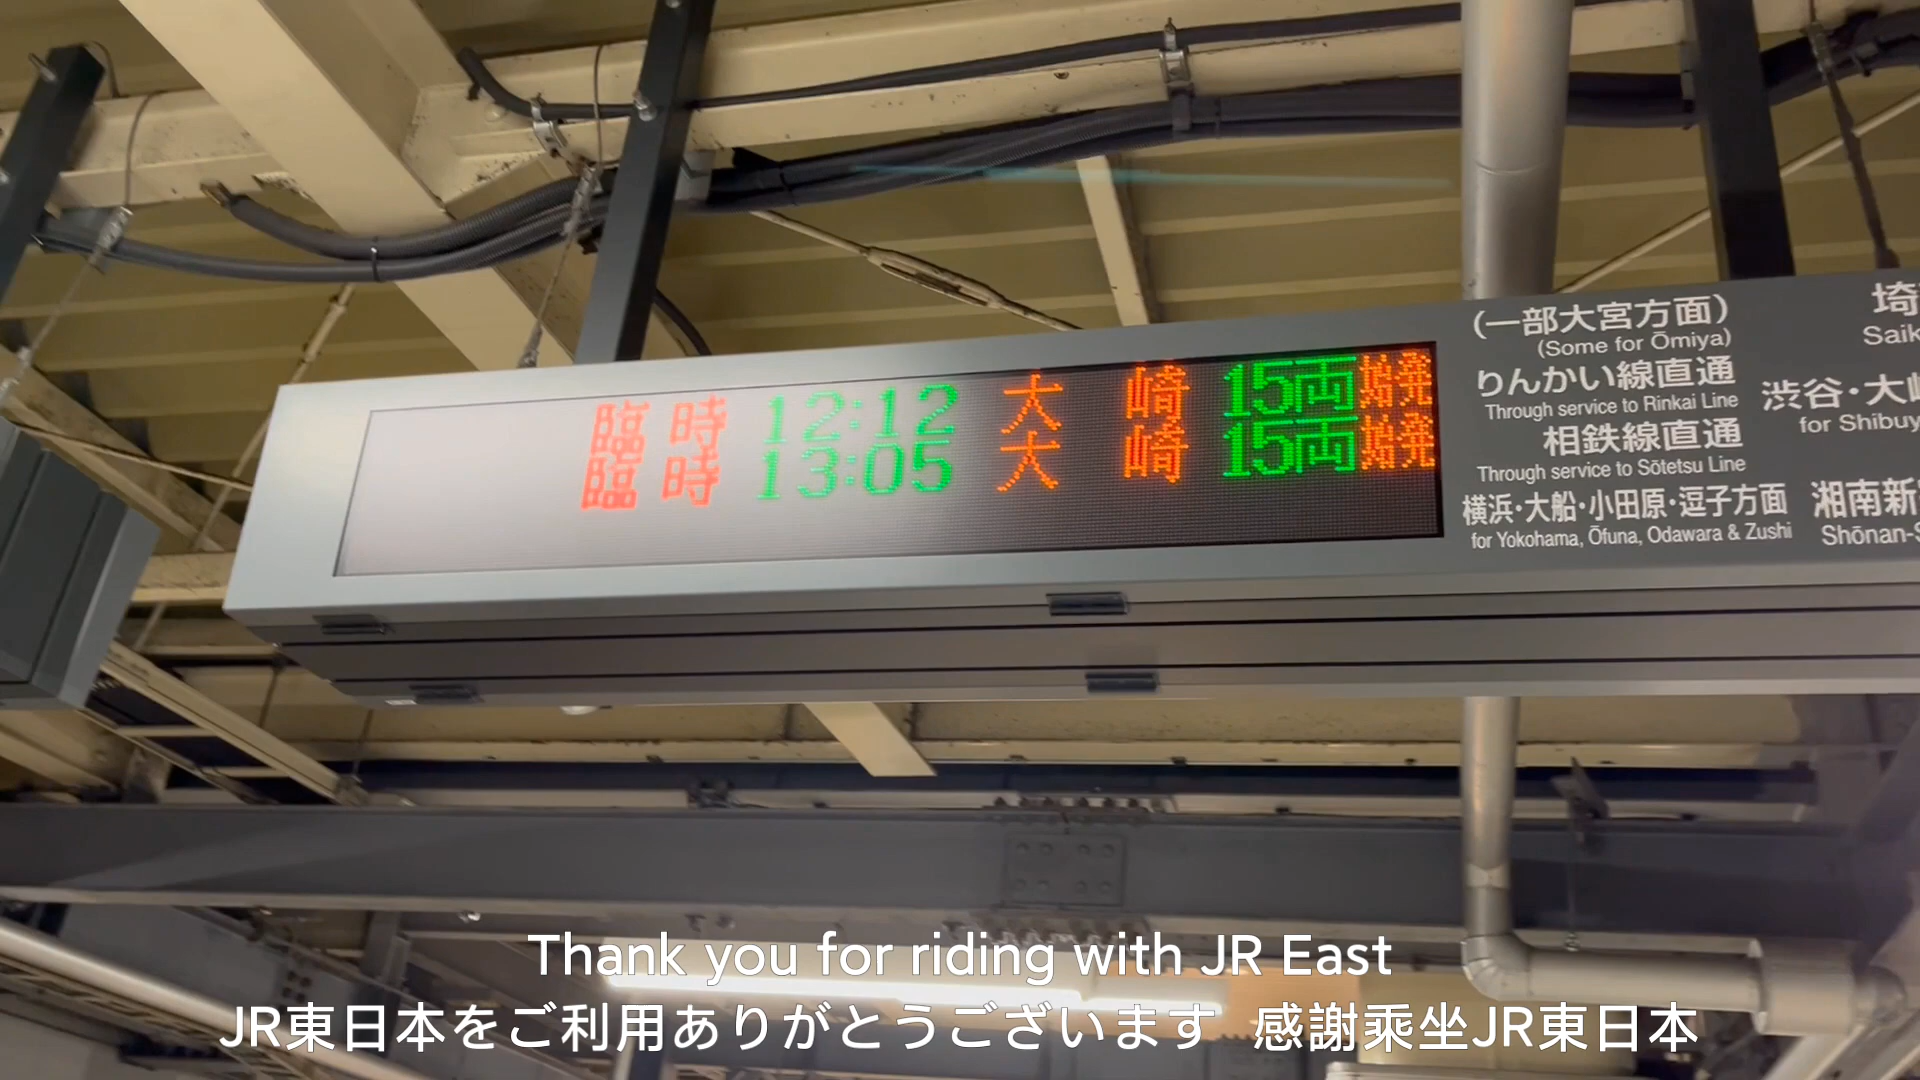 臨時 12:12 大崎 15両 始発
臨時 13:05 大崎 15両 始発
(一部大宮方面)
(Some for Ōmiya)
りんかい線直通
Through service to Rinkai Line
相鉄線直通
Through service to Sōtetsu Line
横浜・大船・小田原・逗子方面
for Yokohama, Ōfuna, Odawara & Zushi
埼
Saik
渋谷・大崎
for Shibuy
湘南新
Shōnan-S
Thank you for riding with JR East
JR東日本をご利用ありがとうございます 感謝乘坐JR東日本